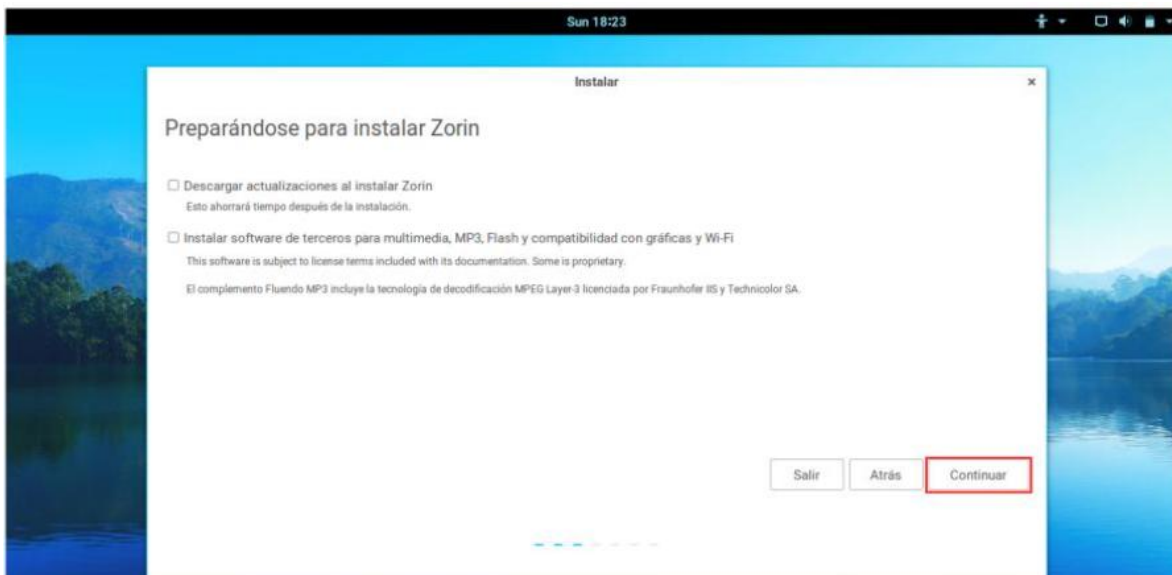 Sun 18:23
Instalar
Preparándose para instalar Zorin
Descargar actualizaciones al instalar Zorin
Esto ahorrará tiempo después de la instalación.
Instalar software de terceros para multimedia, MP3, Flash y compatibilidad con gráficas y Wi-Fi
This software is subject to license terms included with its documentation. Some is proprietary.
El complemento Fluendo MP3 incluye la tecnología de decodificación MPEG Layer-3 licenciada por Fraunhofer IIS y Technicolor SA.
Salir Atrás Continuar